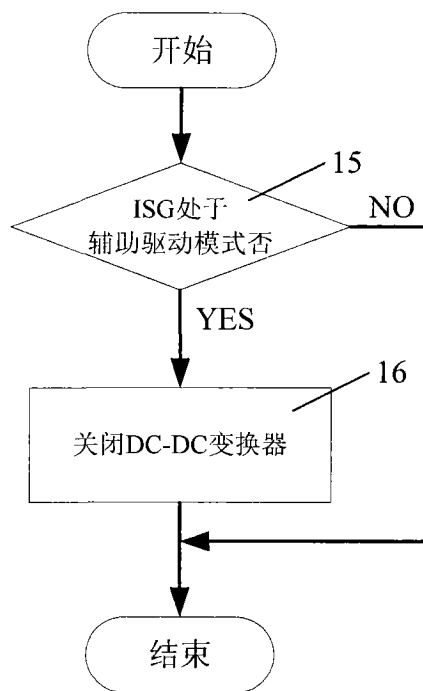 开始
15
ISG处于
辅助驱动模式否
NO
YES
16
关闭DC-DC变换器
结束